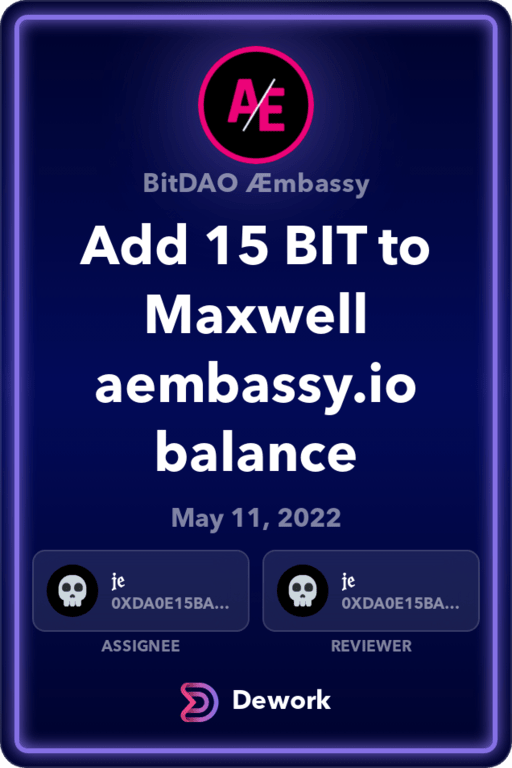 AE
BitDAO Æmbassy
Add 15 BIT to
Maxwell
aembassy.io
balance
May 11, 2022
𝔧𝔢
0XDA0E15BA...
𝔧𝔢
0XDA0E15BA...
ASSIGNEE
REVIEWER
Dework